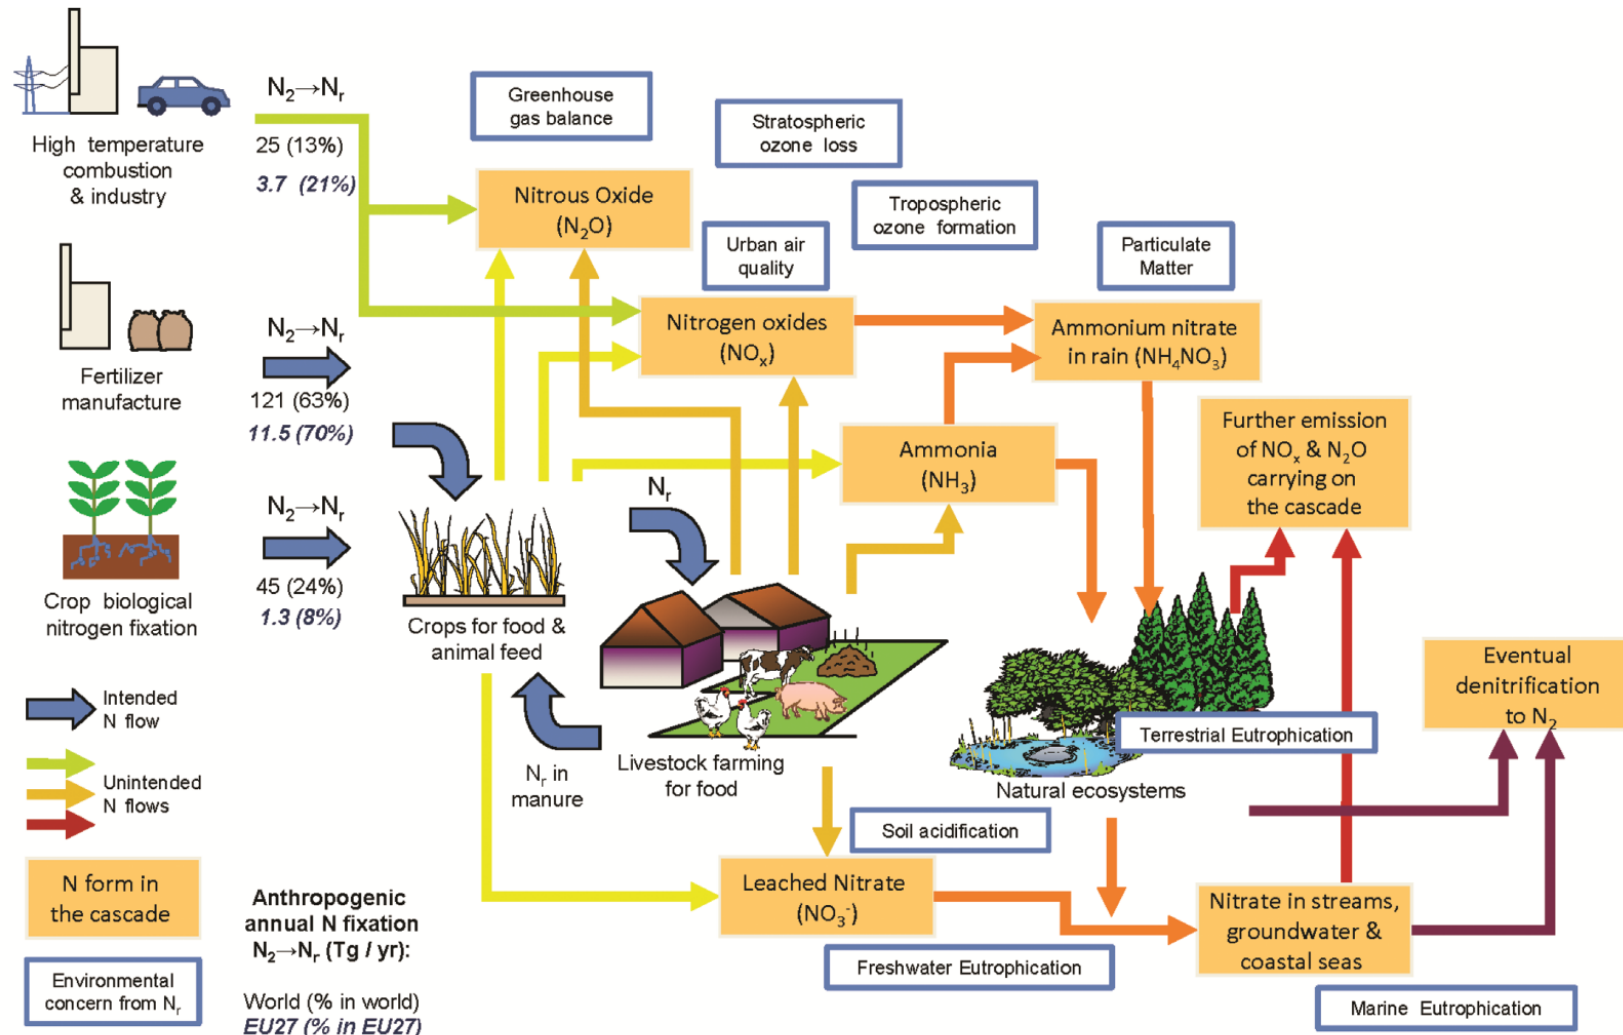 High temperature
combustion
& industry
N₂→Nᵣ
25 (13%)
3.7 (21%)
Fertilizer
manufacture
N₂→Nᵣ
121 (63%)
11.5 (70%)
Crop biological
nitrogen fixation
N₂→Nᵣ
45 (24%)
1.3 (8%)
Greenhouse
gas balance
Stratospheric
ozone loss
Tropospheric
ozone formation
Urban air
quality
Particulate
Matter
Nitrous Oxide
(N₂O)
Nitrogen oxides
(NOₓ)
Ammonium nitrate
in rain (NH₄NO₃)
Ammonia
(NH₃)
Further emission
of NOₓ & N₂O
carrying on
the cascade
Nᵣ
Crops for food &
animal feed
Nᵣ in
manure
Livestock farming
for food
Natural ecosystems
Terrestrial Eutrophication
Eventual
denitrification
to N₂
Soil acidification
Leached Nitrate
(NO₃⁻)
Nitrate in streams,
groundwater &
coastal seas
Freshwater Eutrophication
Marine Eutrophication
Intended
N flow
Unintended
N flows
N form in
the cascade
Environmental
concern from Nᵣ
Anthropogenic
annual N fixation
N₂→Nᵣ (Tg / yr):
World (% in world)
EU27 (% in EU27)